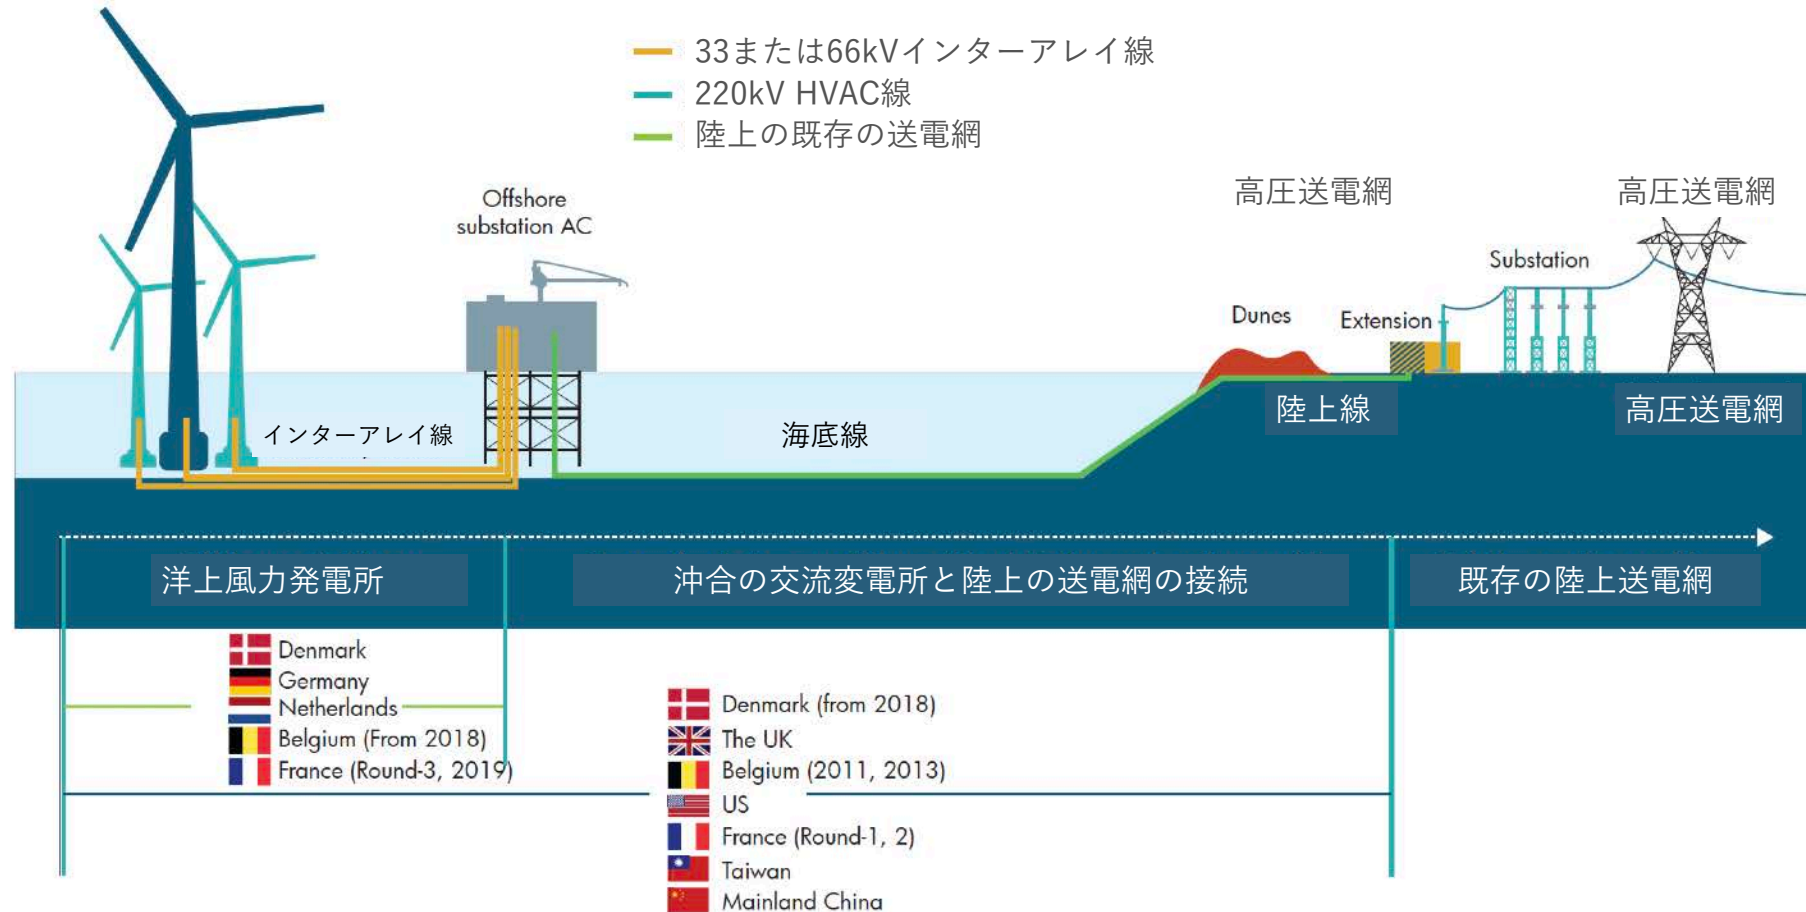 33または66kVインターアレイ線
220kV HVAC線
陸上の既存の送電網
Offshore
substation AC
高圧送電網
高圧送電網
Substation
Dunes
Extension
インターアレイ線
海底線
陸上線
高圧送電網
洋上風力発電所
沖合の交流変電所と陸上の送電網の接続
既存の陸上送電網
Denmark
Germany
Netherlands
Belgium (From 2018)
France (Round-3, 2019)
Denmark (from 2018)
The UK
Belgium (2011, 2013)
US
France (Round-1, 2)
Taiwan
Mainland China